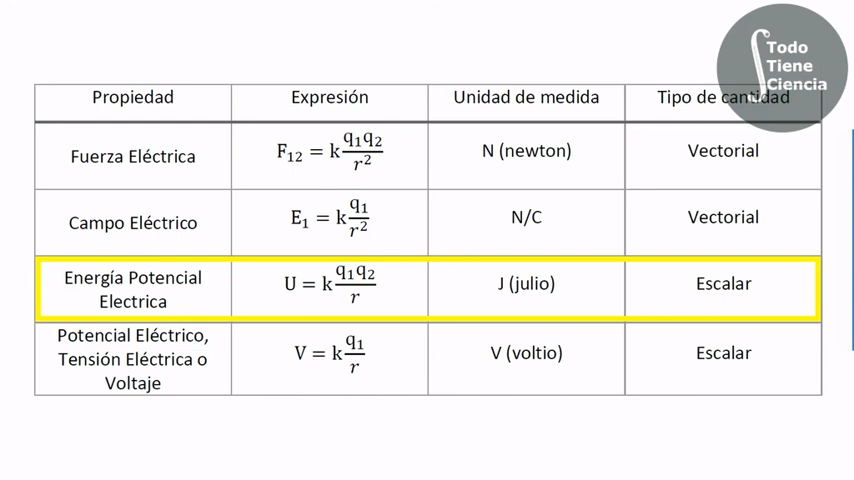 Todo
Tiene
Ciencia
Propiedad Expresión Unidad de medida Tipo de cantidad
Fuerza Eléctrica F₁₂ = k q₁q₂/r² N (newton) Vectorial
Campo Eléctrico E₁ = k q₁/r² N/C Vectorial
Energía Potencial
Electrica U = k q₁q₂/r J (julio) Escalar
Potencial Eléctrico,
Tensión Eléctrica o
Voltaje V = k q₁/r V (voltio) Escalar